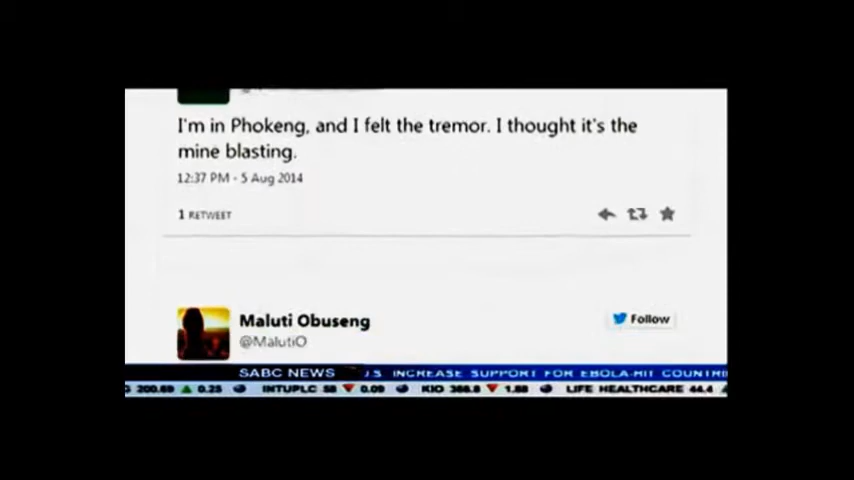 I'm in Phokeng, and I felt the tremor. I thought it's the
mine blasting.
12:37 PM - 5 Aug 2014
1 RETWEET
Maluti Obuseng
Follow
@MalutiO
SABC NEWS J.S INCREASE SUPPORT FOR EBOLA-HIT COUNTRI
200.69 0.25 INTUPLC 58 0.09 KIO 366.8 1.88 LIFE HEALTHCARE 44.4